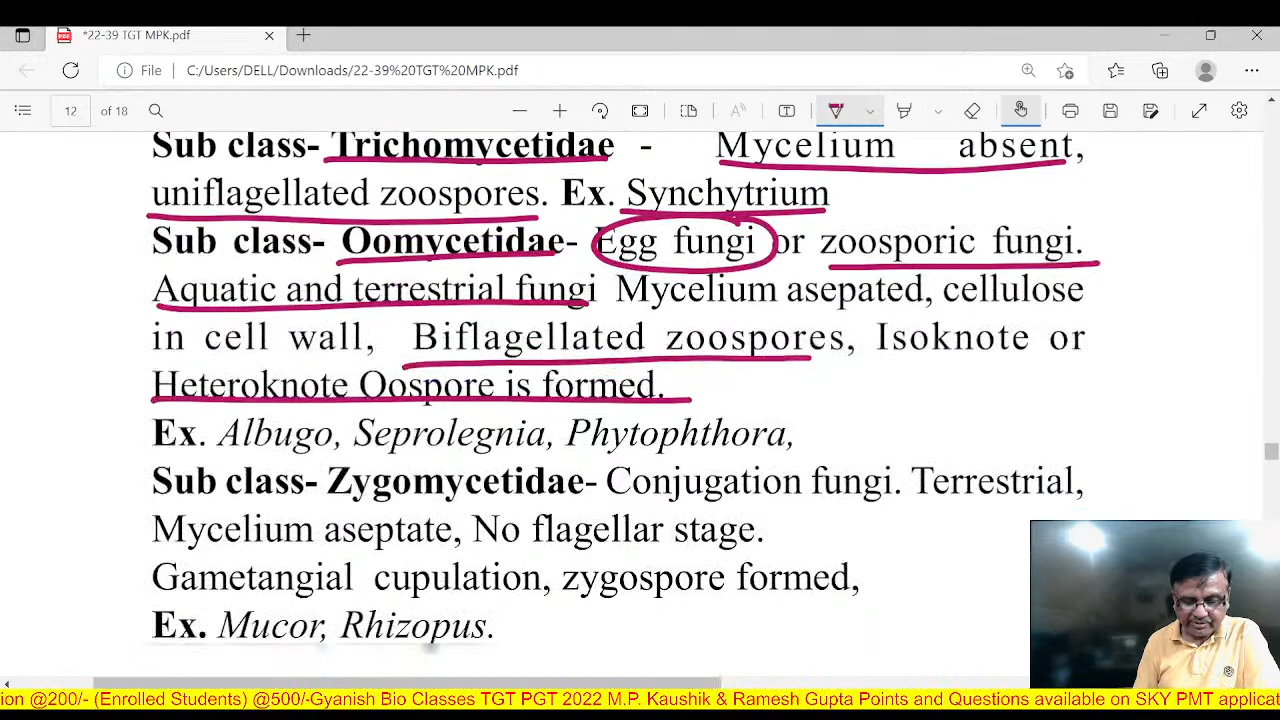 *22-39 TGT MPK.pdf
File C:/Users/DELL/Downloads/22-39%20TGT%20MPK.pdf
12 of 18
Sub class- Trichomycetidae - Mycelium absent,
uniflagellated zoospores. Ex. Synchytrium
Sub class- Oomycetidae- Egg fungi or zoosporic fungi.
Aquatic and terrestrial fungi Mycelium asepated, cellulose
in cell wall, Biflagellated zoospores, Isoknote or
Heteroknote Oospore is formed.
Ex. Albugo, Seprolegnia, Phytophthora,
Sub class- Zygomycetidae- Conjugation fungi. Terrestrial,
Mycelium aseptate, No flagellar stage.
Gametangial cupulation, zygospore formed,
Ex. Mucor, Rhizopus.
ion @200/- (Enrolled Students) @500/-Gyanish Bio Classes TGT PGT 2022 M.P. Kaushik & Ramesh Gupta Points and Questions available on SKY PMT applica